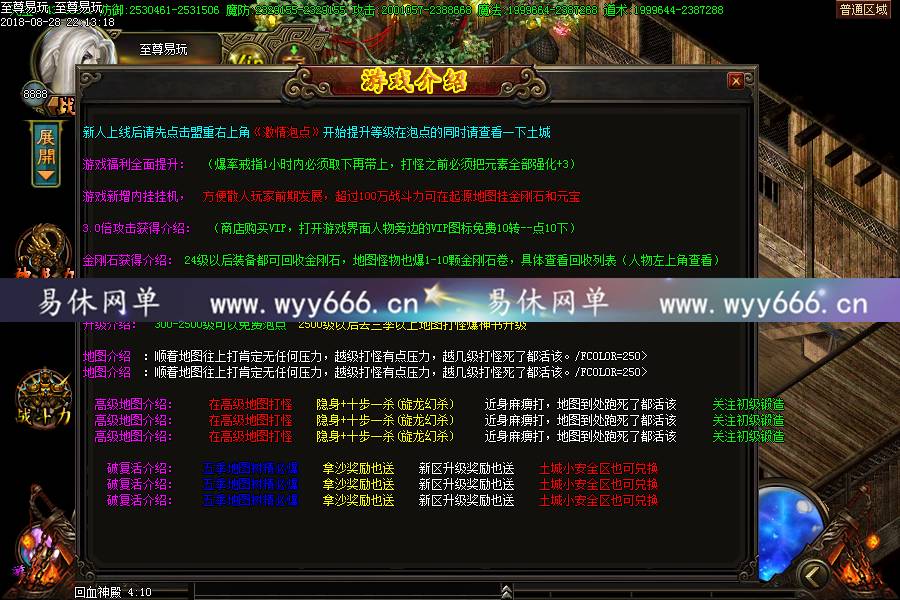 至尊易玩,至尊易玩 防御:2530461-2531506 魔防:2329155-2329155 攻击:2001057-2388668 魔法:1999664-2387288 道术:1999644-2387288
普通区域
2018-08-28 22:13:18
至尊易玩
VIP
8888
游戏介绍
展開
新人上线后请先点击盟重右上角《激情泡点》开始提升等级在泡点的同时请查看一下土城
游戏福利全面提升: (爆率戒指1小时内必须取下再带上，打怪之前必须把元素全部强化+3)
游戏新增内挂挂机， 方便散人玩家前期发展，超过100万战斗力可在起源地图挂金刚石和元宝
3.0倍攻击获得介绍: (商店购买VIP，打开游戏界面人物旁边的VIP图标免费10转--点10下)
金刚石获得介绍: 24级以后装备都可回收金刚石，地图怪物也爆1-10颗金刚石卷，具体查看回收列表(人物左上角查看)
易休网单 www.wyy666.cn 易休网单 www.wyy666.cn
升级介绍: 300-2500级可以免费泡点 2500级以后去三季以上地图打怪爆神书升级
地图介绍 :顺着地图往上打肯定无任何压力，越级打怪有点压力，越几级打怪死了都活该。/FCOLOR=250>
地图介绍 :顺着地图往上打肯定无任何压力，越级打怪有点压力，越几级打怪死了都活该。/FCOLOR=250>
高级地图介绍: 在高级地图打怪 隐身+十步一杀(旋龙幻杀) 近身麻痹打，地图到处跑死了都活该 关注初级锻造
高级地图介绍: 在高级地图打怪 隐身+十步一杀(旋龙幻杀) 近身麻痹打，地图到处跑死了都活该 关注初级锻造
高级地图介绍: 在高级地图打怪 隐身+十步一杀(旋龙幻杀) 近身麻痹打，地图到处跑死了都活该 关注初级锻造
破复活介绍: 五季地图树精必爆 拿沙奖励也送 新区升级奖励也送 土城小安全区也可兑换
破复活介绍: 五季地图树精必爆 拿沙奖励也送 新区升级奖励也送 土城小安全区也可兑换
破复活介绍: 五季地图树精必爆 拿沙奖励也送 新区升级奖励也送 土城小安全区也可兑换
战斗力
回血神殿 4:10